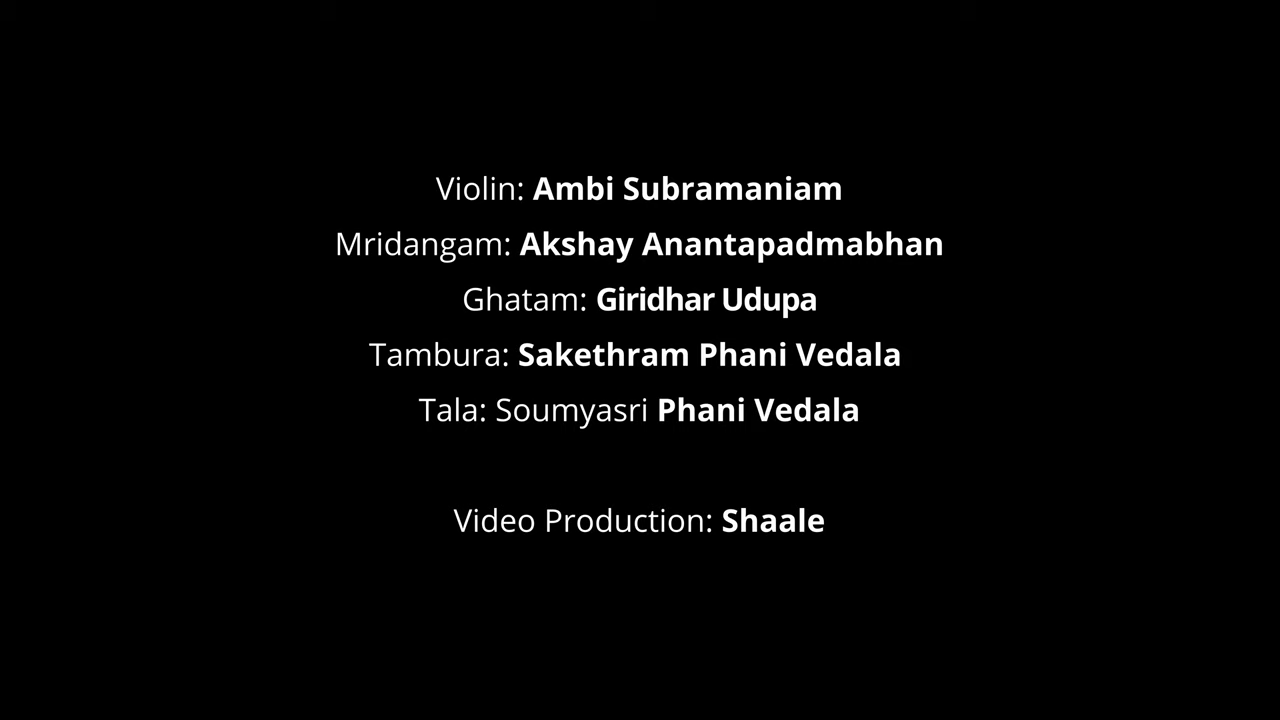 Violin: Ambi Subramaniam
Mridangam: Akshay Anantapadmabhan
Ghatam: Giridhar Udupa
Tambura: Sakethram Phani Vedala
Tala: Soumyasri Phani Vedala
Video Production: Shaale